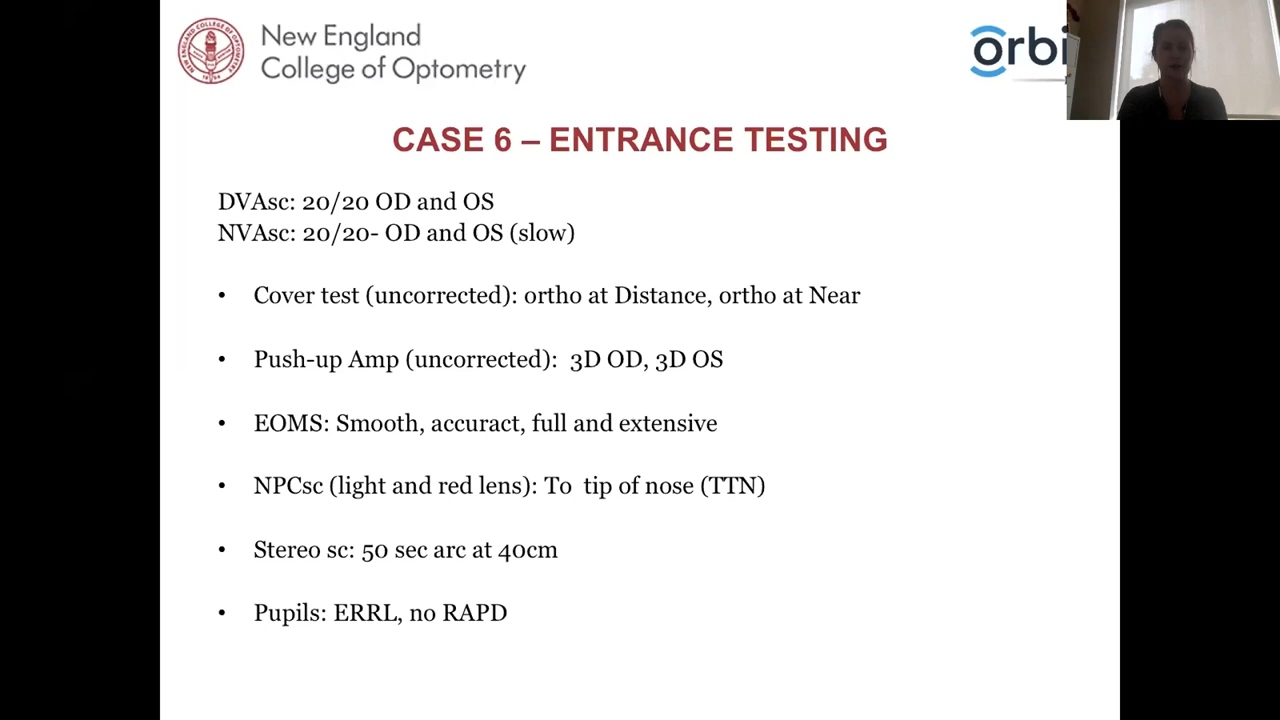 New England
College of Optometry
orbi
CASE 6 – ENTRANCE TESTING
DVAsc: 20/20 OD and OS
NVAsc: 20/20- OD and OS (slow)
• Cover test (uncorrected): ortho at Distance, ortho at Near
• Push-up Amp (uncorrected): 3D OD, 3D OS
• EOMS: Smooth, accuract, full and extensive
• NPCsc (light and red lens): To tip of nose (TTN)
• Stereo sc: 50 sec arc at 40cm
• Pupils: ERRL, no RAPD